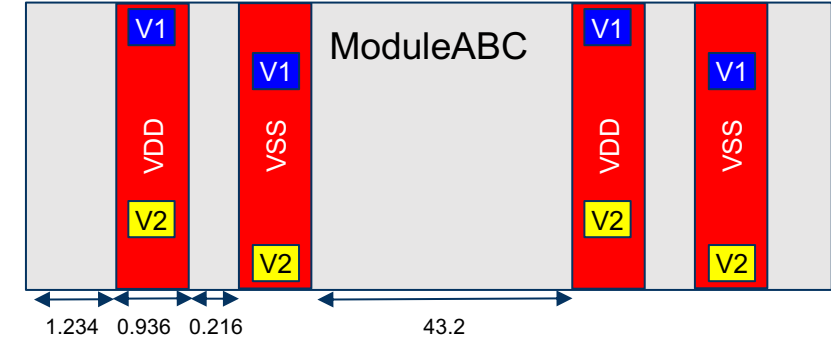 V1
V1
ModuleABC
V1
V1
VDD
VSS
VDD
VSS
V2
V2
V2
V2
1.234 0.936 0.216 43.2